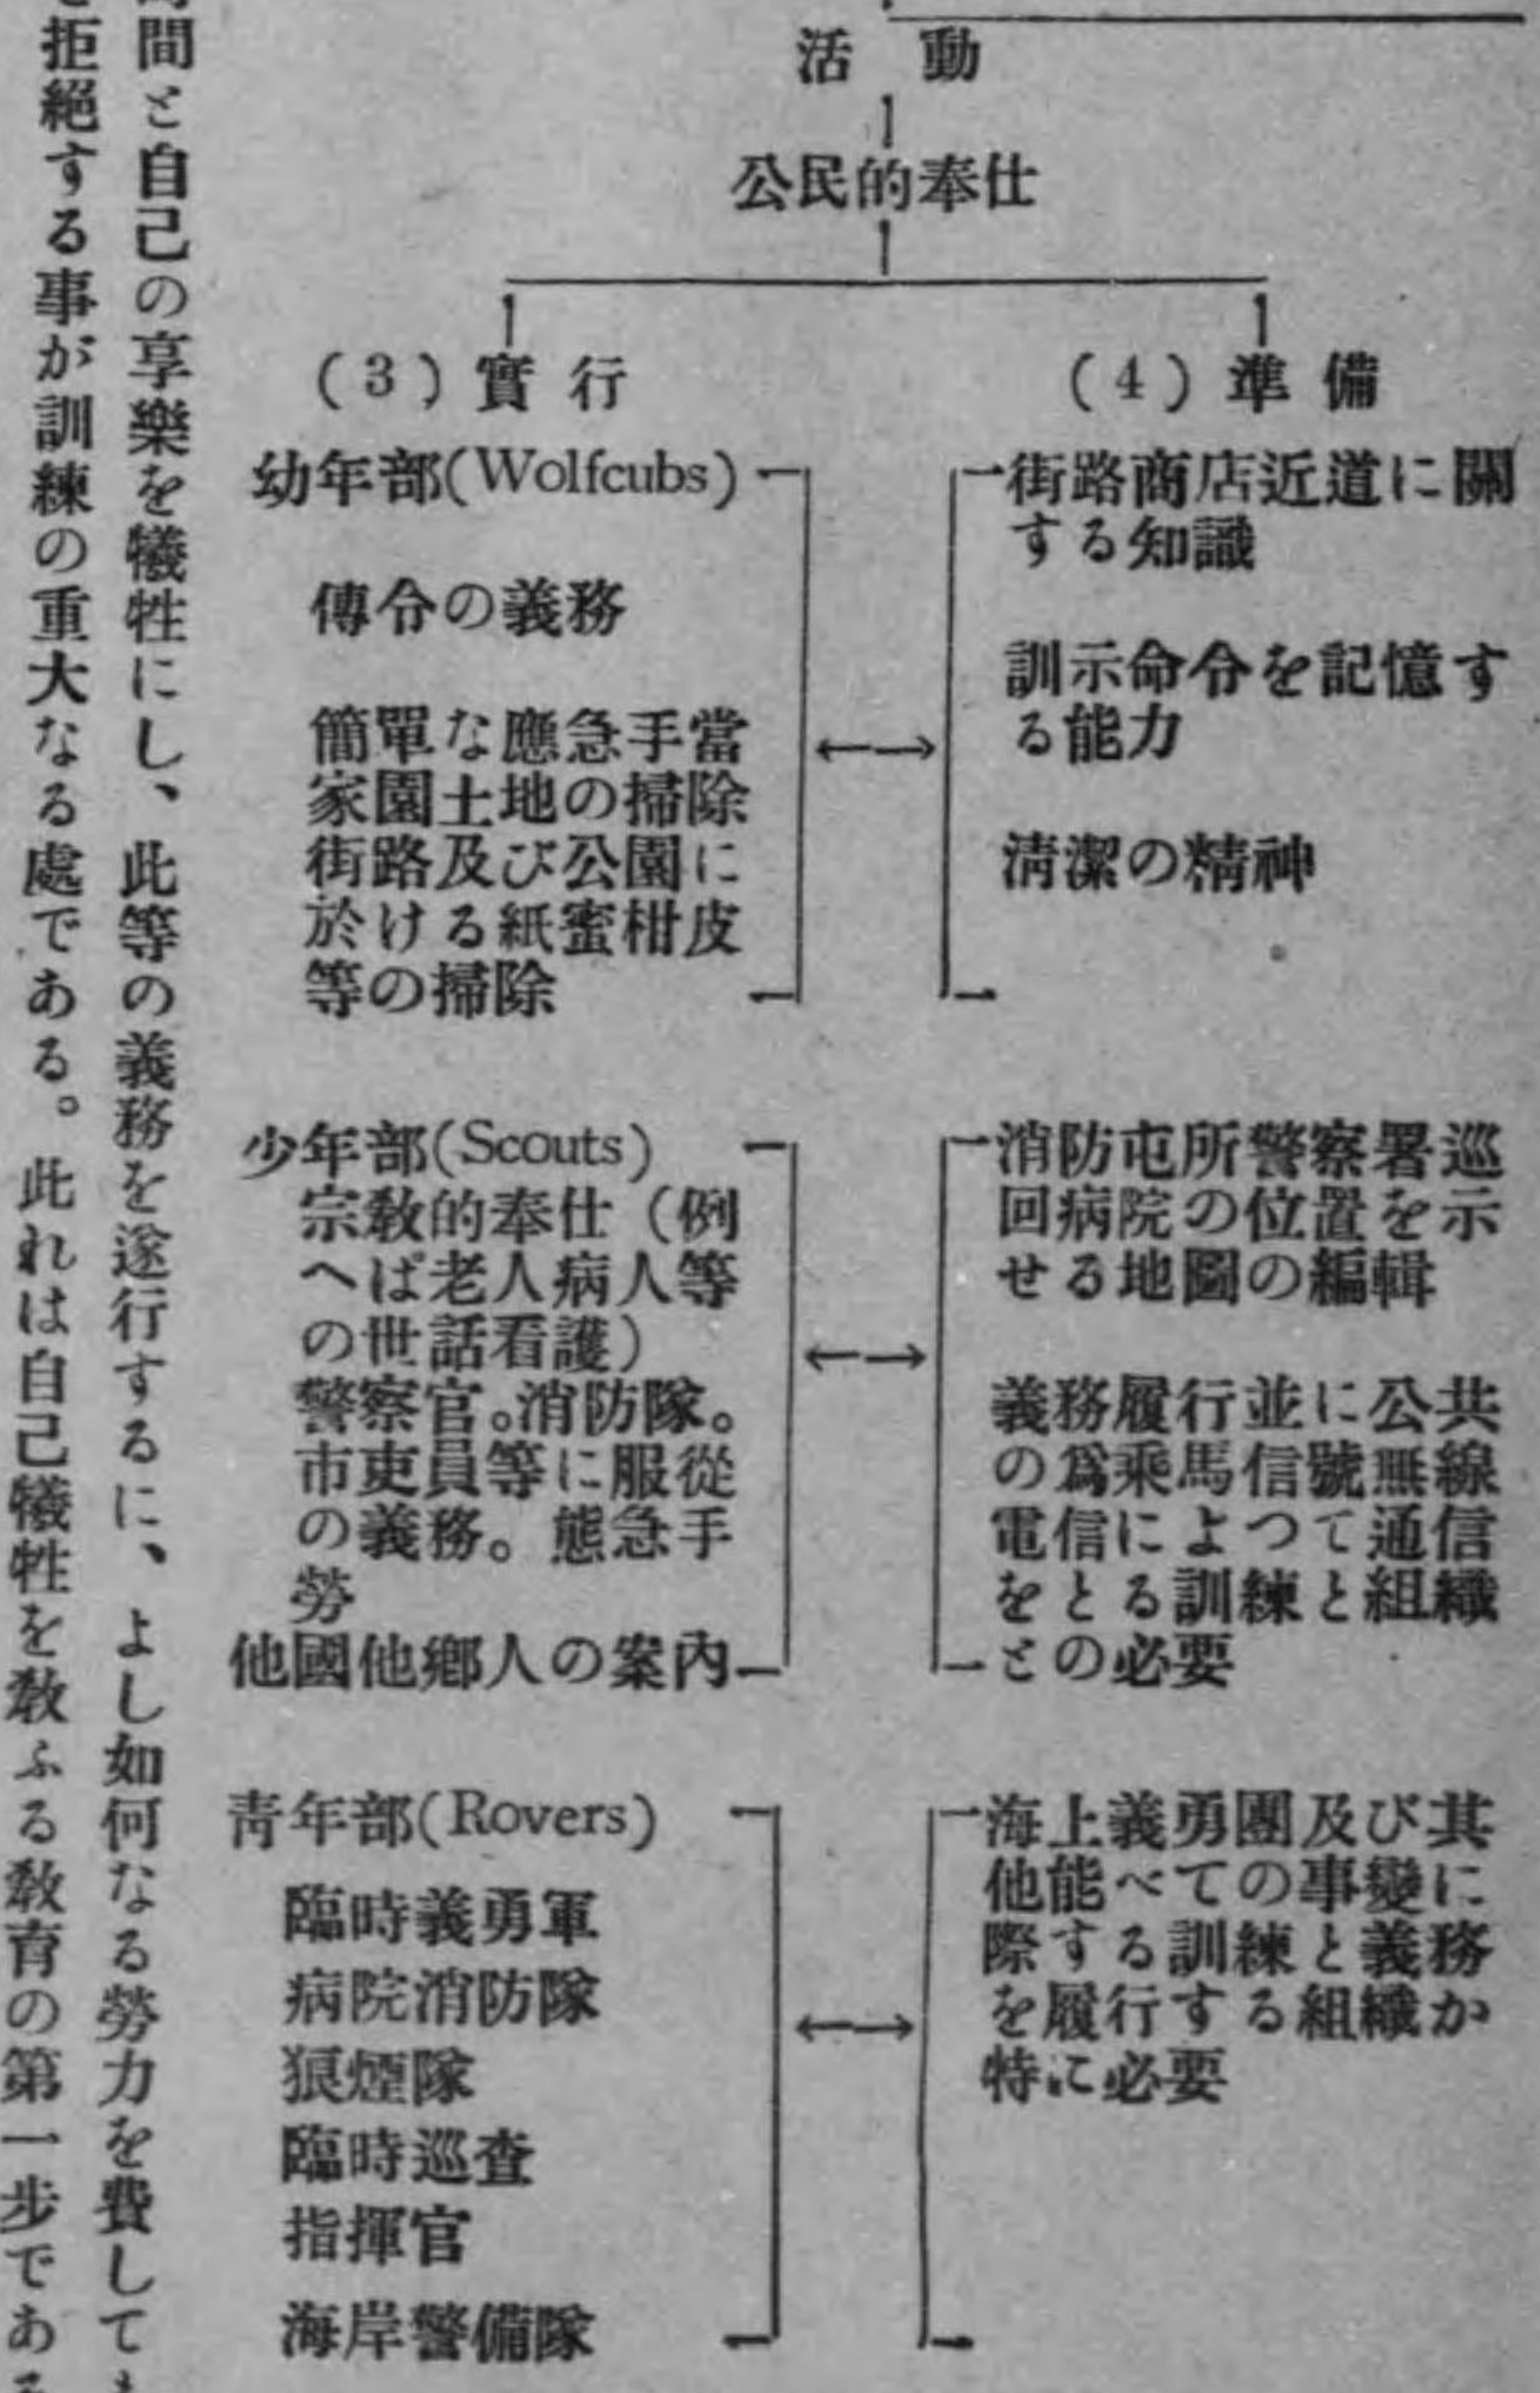 活動
公民的奉仕
(3)實行
幼年部(Wolfcubs)
傳令の義務
簡單な應急手當
家園土地の掃除
街路及び公園に
於ける紙蜜柑皮
等の掃除
(4)準備
街路商店近道に關
する知識
訓示命令を記憶す
る能力
淸潔の精神
少年部(Scouts)
宗敎的奉仕(例
へば老人病人等
の世話看護)
警察官。消防隊。
市吏員等に服從
の義務。態急手
勞
他國他鄕人の案內
消防屯所警察署巡
回病院の位置を示
せる地圖の編輯
義務履行並に公共
の爲乘馬信號無線
電信によつて通信
をとる訓練と組織
との必要
靑年部(Rovers)
臨時義勇軍
病院消防隊
狼煙隊
臨時巡査
指揮官
海岸警備隊
海上義勇團及び其
他能べての事變に
際する訓練と義務
を履行する組織か
特に必要
間と自己の享樂を犠牲にし、此等の義務を遂行するに、よし如何なる勞力を費しても
拒絕する事が訓練の重大なる處である。此れは自己犠牲を敎ふる敎育の第一步である